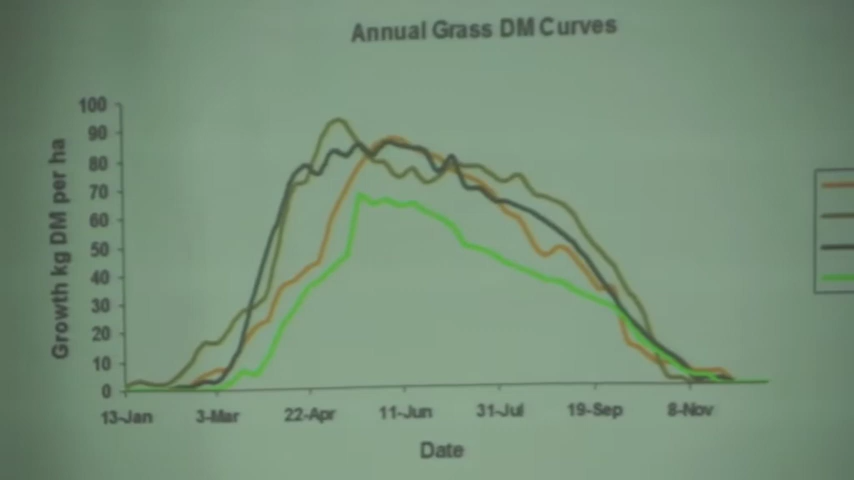 Annual Grass DM Curves
Growth kg DM per ha
100
90
80
70
60
50
40
30
20
10
0
13-Jan 3-Mar 22-Apr 11-Jun 31-Jul 19-Sep 8-Nov
Date